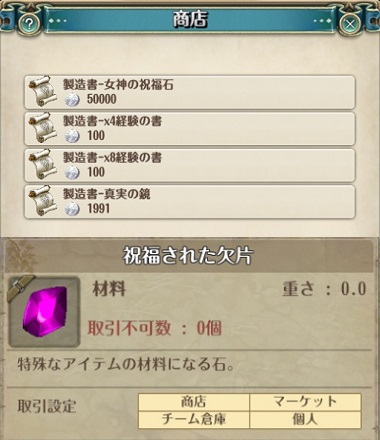 商店
製造書-女神の祝福石
50000
製造書-x4経験の書
100
製造書-x8経験の書
100
製造書-真実の鏡
1991
祝福された欠片
材料
重さ : 0.0
取引不可数 : 0個
特殊なアイテムの材料になる石。
取引設定
商店
マーケット
チーム倉庫
個人